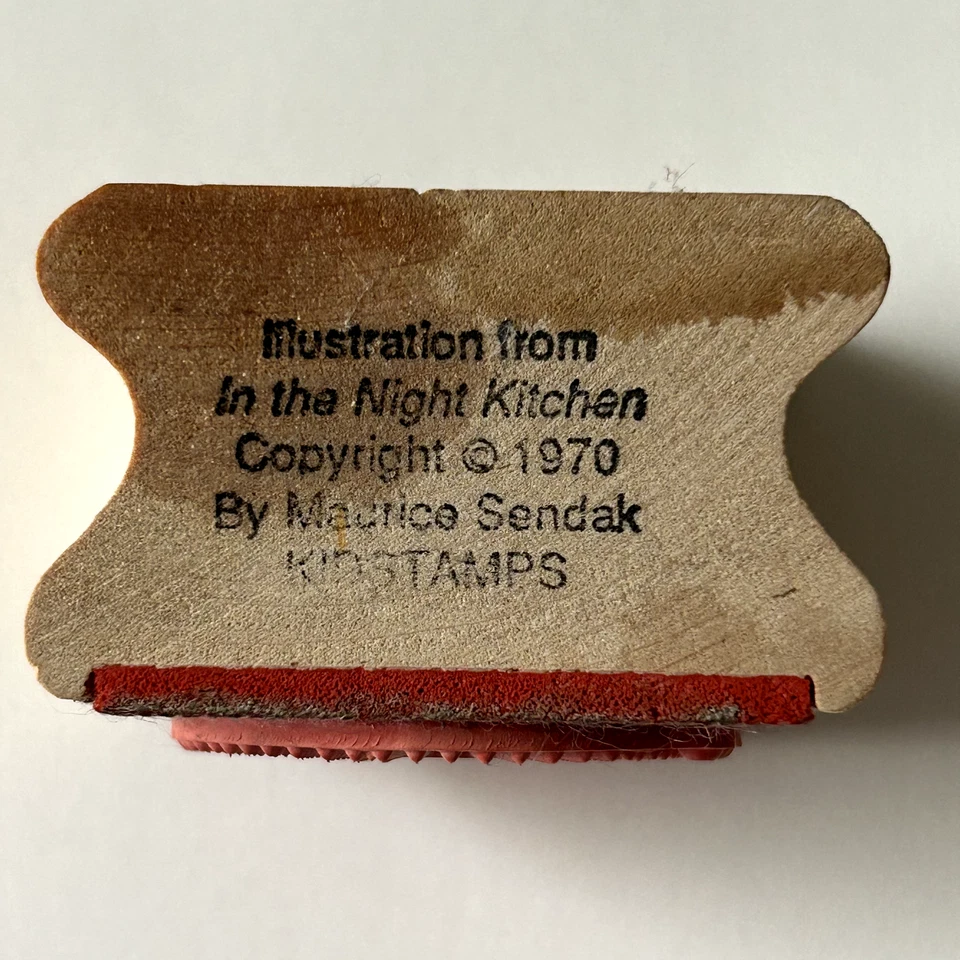 Illustration from
In the Night Kitchen
Copyright © 1970
By Maurice Sendak
KIDSTAMPS